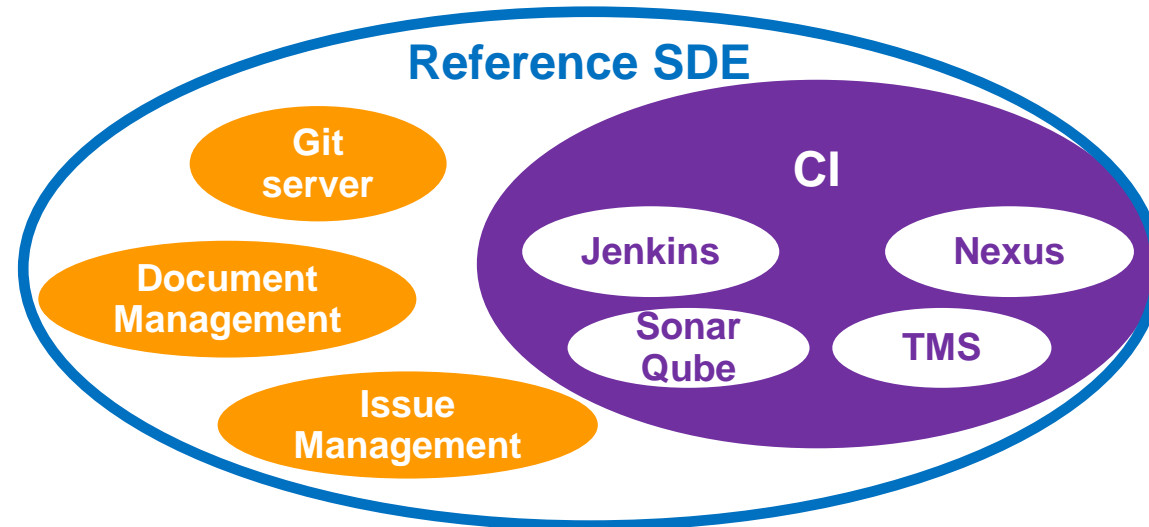 Reference SDE
Git
server
Document
Management
Issue
Management
CI
Jenkins
Nexus
Sonar
Qube
TMS